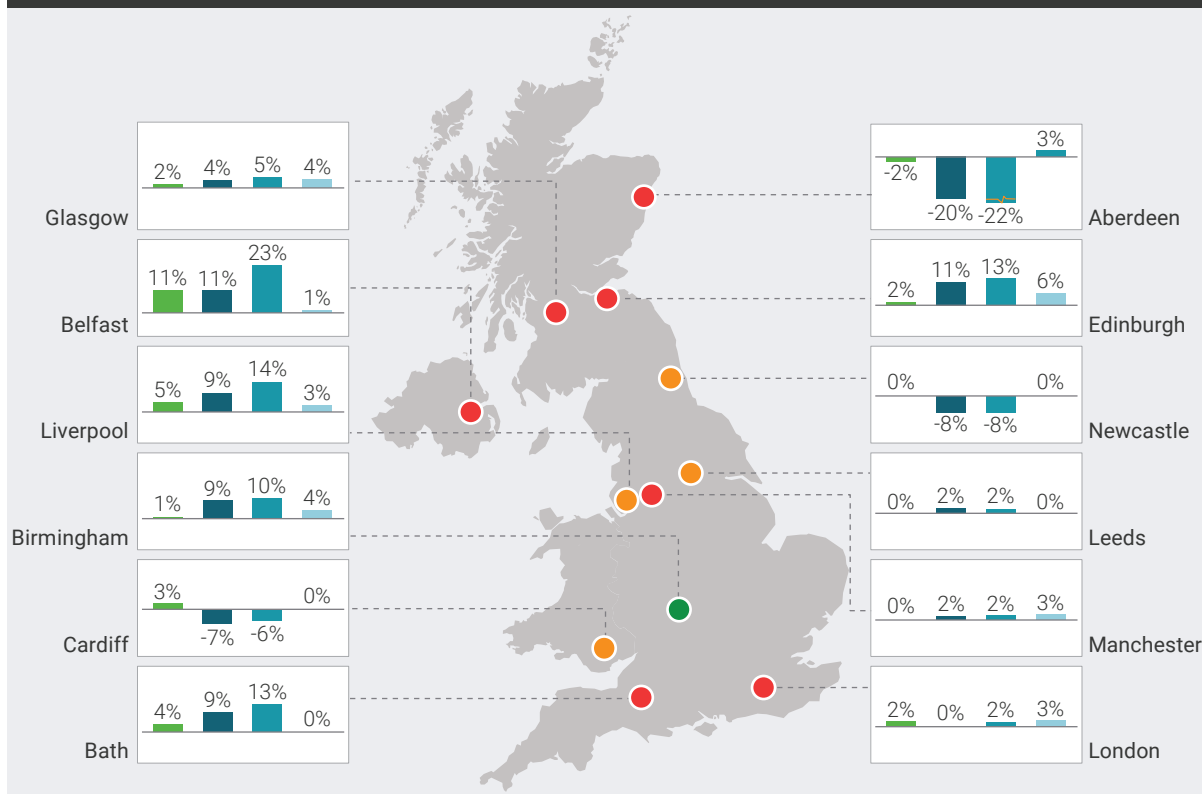 2% 4% 5% 4%
Glasgow
11% 11% 23% 1%
Belfast
5% 9% 14% 3%
Liverpool
1% 9% 10% 4%
Birmingham
3% -7% -6% 0%
Cardiff
4% 9% 13% 0%
Bath
-2% -20% -22% 3%
Aberdeen
2% 11% 13% 6%
Edinburgh
0% -8% -8% 0%
Newcastle
0% 2% 2% 0%
Leeds
0% 2% 2% 3%
Manchester
2% 0% 2% 3%
London